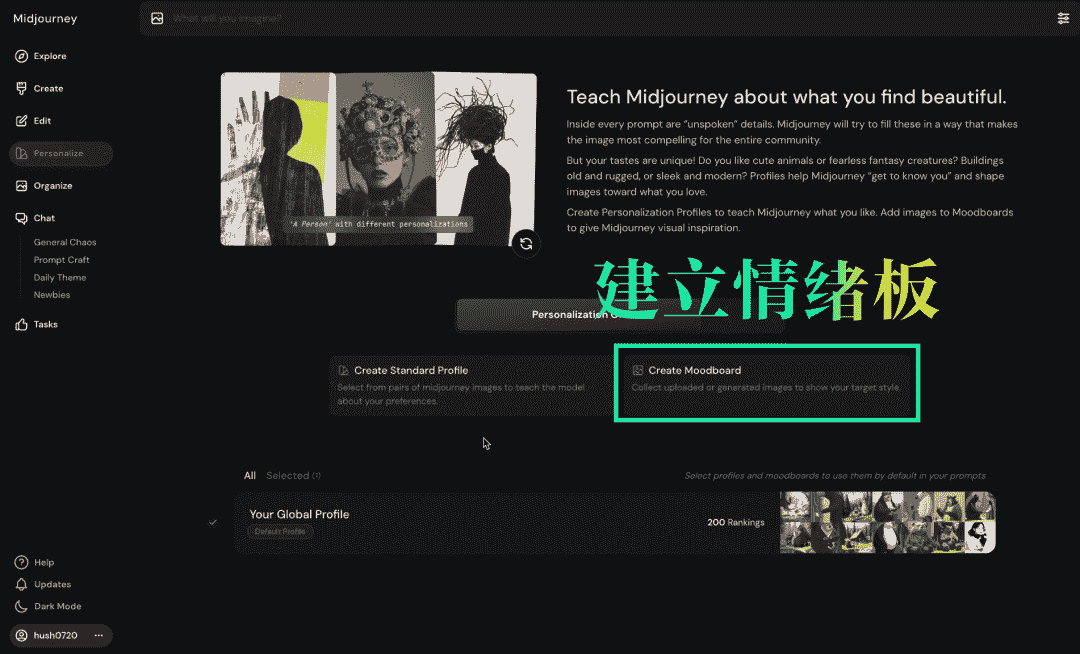 Midjourney
What will you imagine?
Explore
Create
Edit
Personalize
Organize
Chat
General Chaos
Prompt Craft
Daily Theme
Newbies
Tasks
'A Person' with different personalizations
Teach Midjourney about what you find beautiful.
Inside every prompt are "unspoken" details. Midjourney will try to fill these in a way that makes
the image most compelling for the entire community.
But your tastes are unique! Do you like cute animals or fearless fantasy creatures? Buildings
old and rugged, or sleek and modern? Profiles help Midjourney "get to know you" and shape
images toward what you love.
Create Personalization Profiles to teach Midjourney what you like. Add images to Moodboards
to give Midjourney visual inspiration.
建立情绪板
Personalization
Create Standard Profile
Select from pairs of midjourney images to teach the model
about your preferences.
Create Moodboard
Collect uploaded or generated images to show your target style.
All Selected (1)
Select profiles and moodboards to use them by default in your prompts
Your Global Profile
Default Profile
200 Rankings
Help
Updates
Dark Mode
hush0720